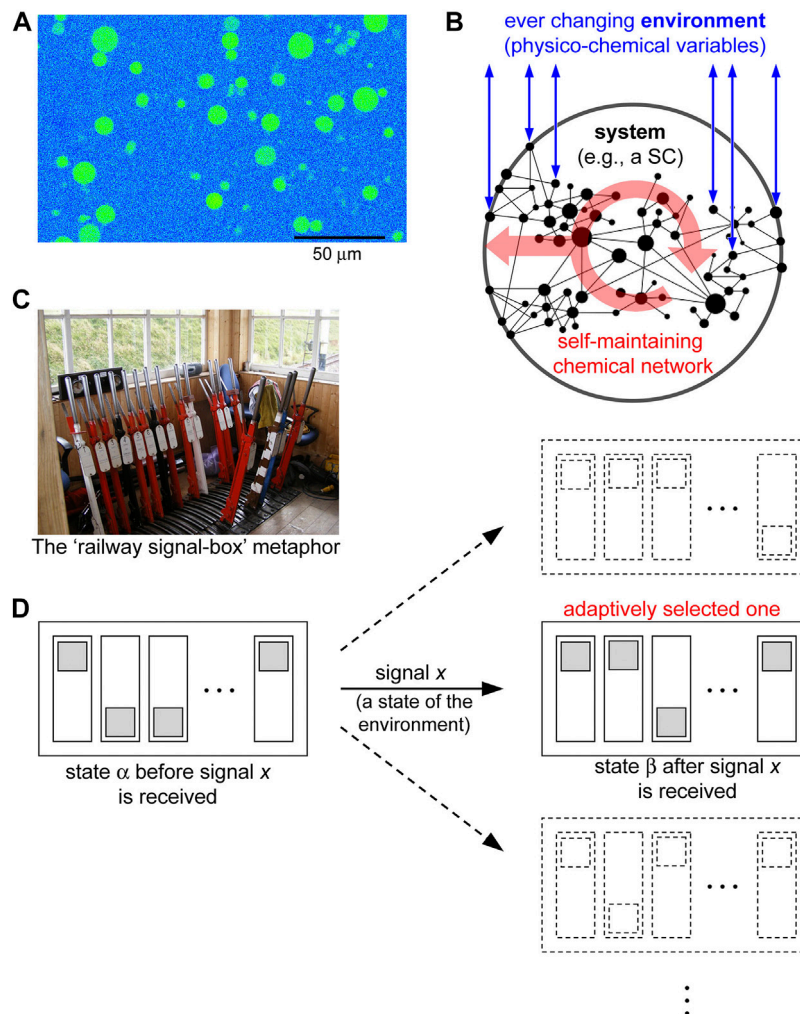 A
50 μm
B
ever changing environment
(physico-chemical variables)
system
(e.g., a SC)
self-maintaining
chemical network
C
The ‘railway signal-box’ metaphor
D
state α before signal x
is received
signal x
(a state of the
environment)
adaptively selected one
state β after signal x
is received